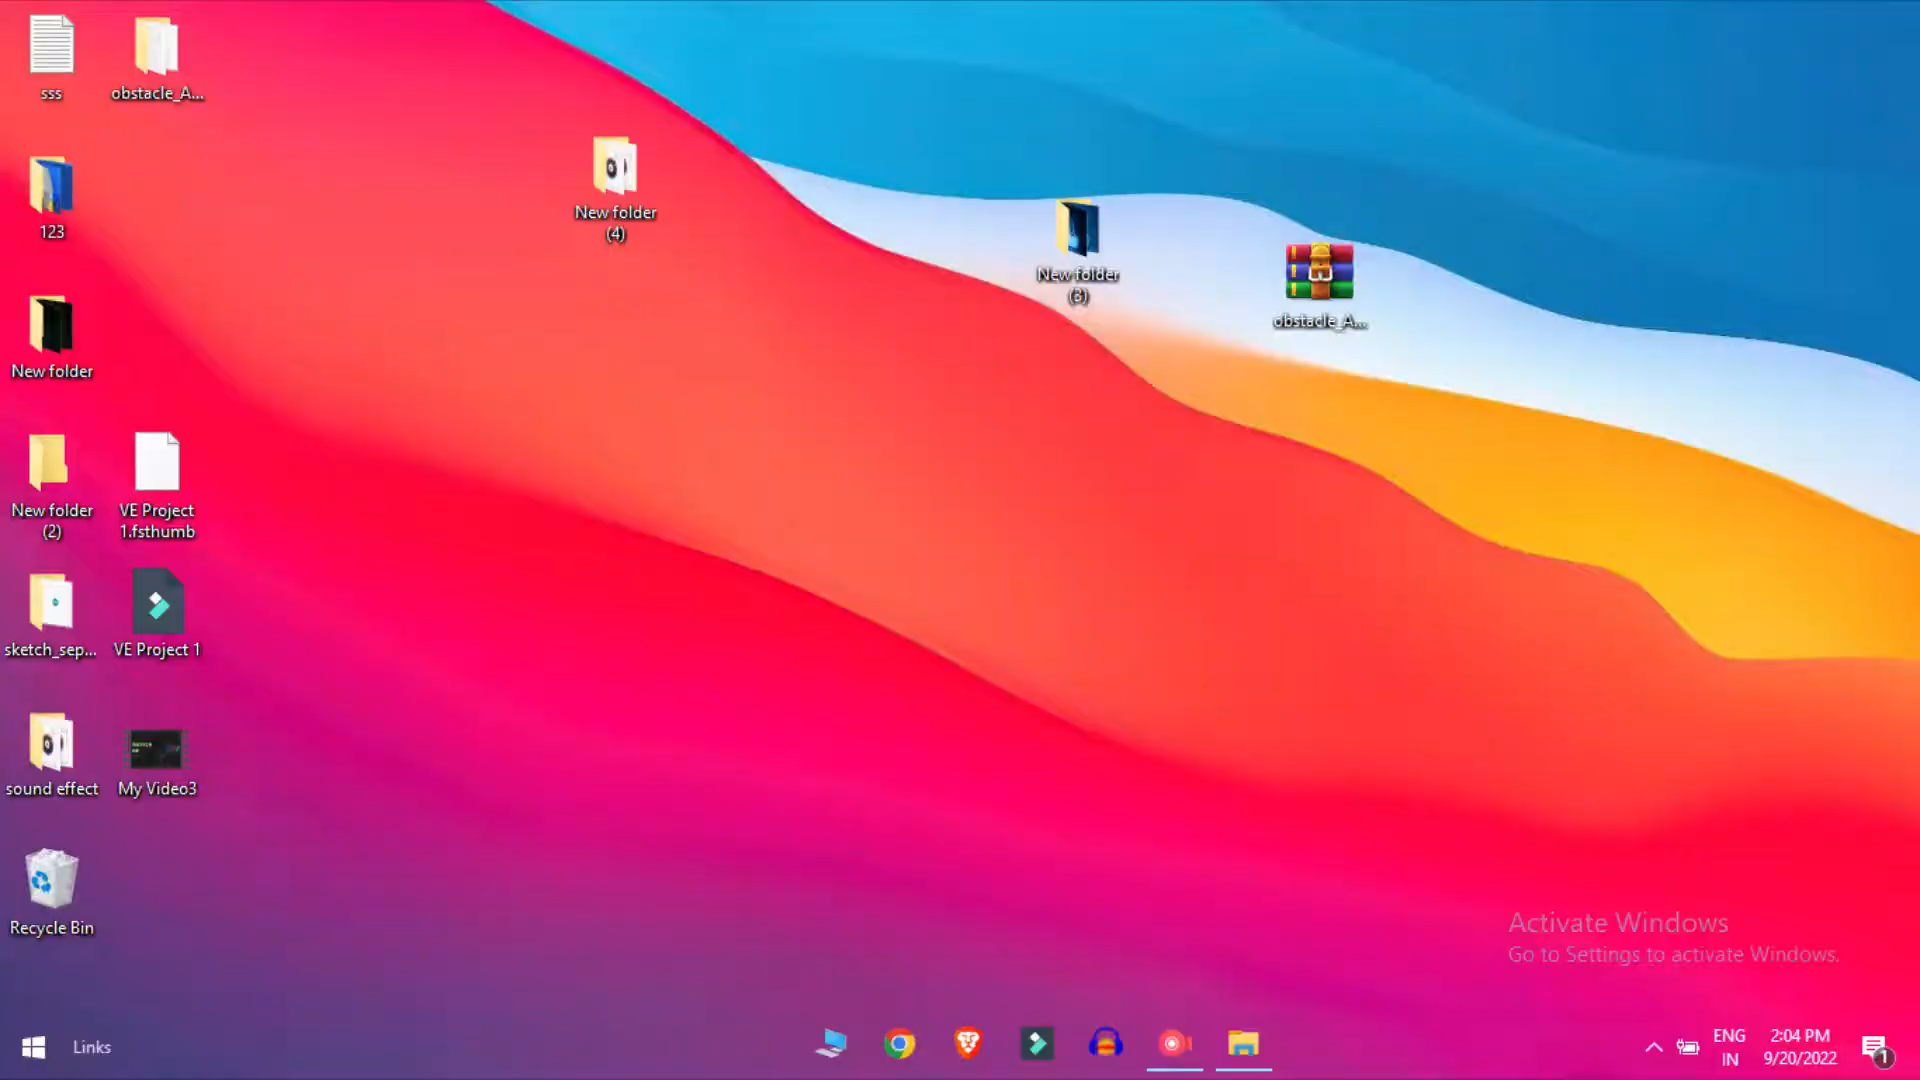 sss
obstacle_A...
123
New folder
(4)
New folder
(3)
obstacle_A...
New folder
New folder
(2)
VE Project
1.fsthumb
sketch_sep...
VE Project 1
sound effect
My Video3
Recycle Bin
Activate Windows
Go to Settings to activate Windows.
Links
ENG
IN
2:04 PM
9/20/2022
1